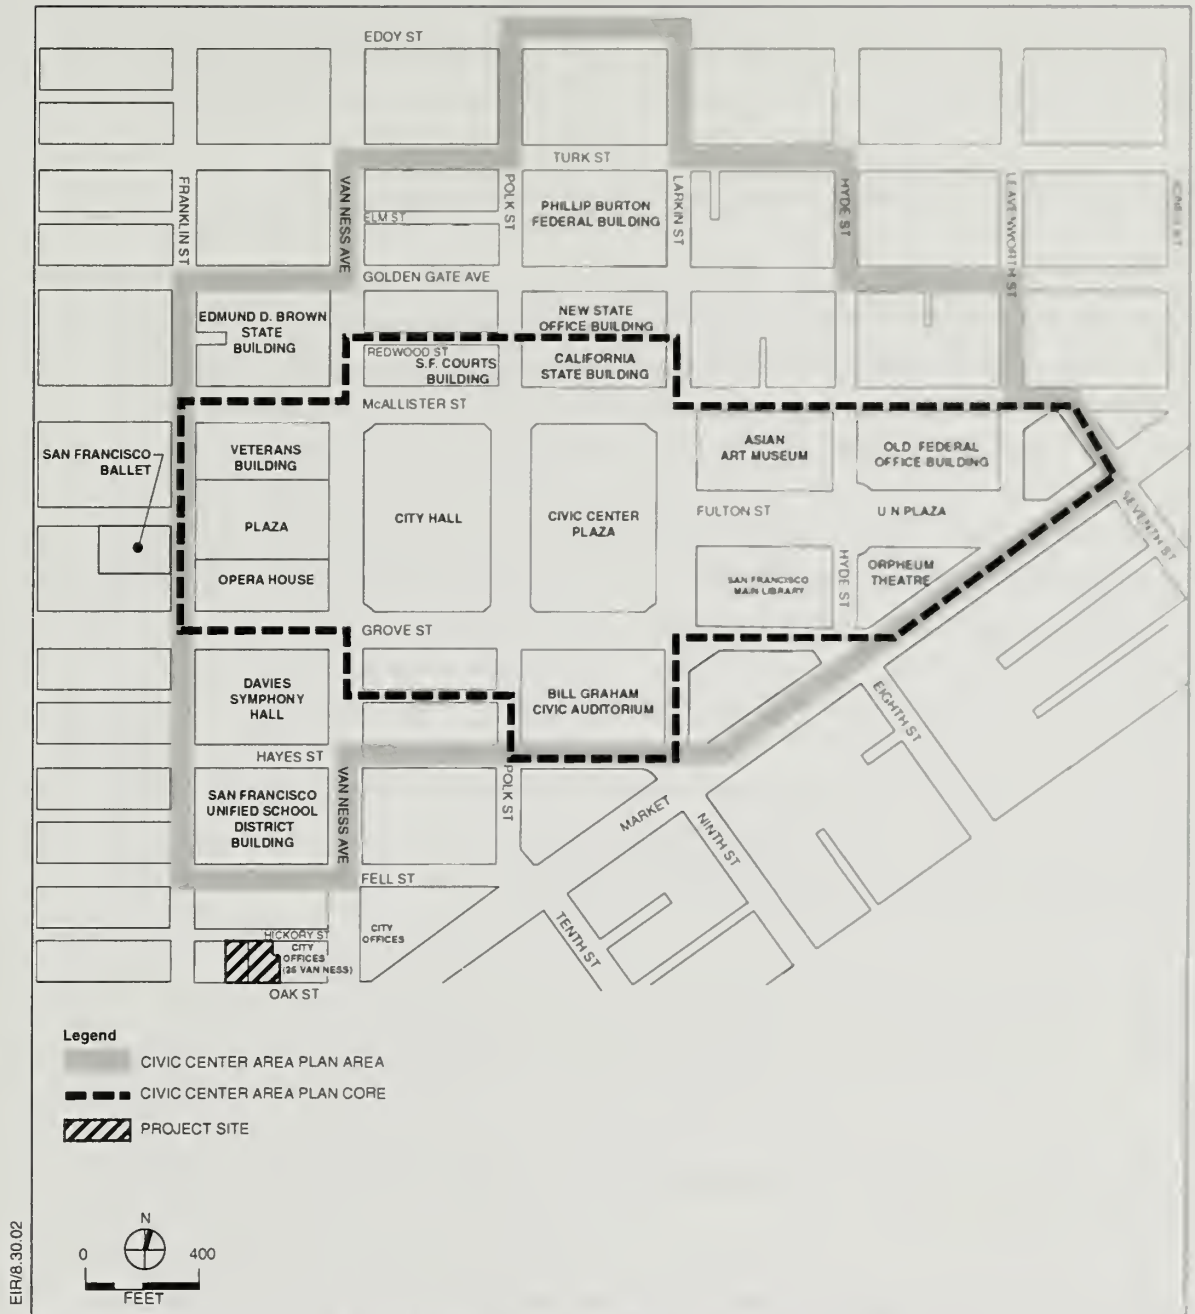 EDOY ST
TURK ST
FRANKLIN ST
VAN NESS AVE
POLK ST
LARKIN ST
HYDE ST
LEAVENWORTH ST
ELM ST
PHILLIP BURTON
FEDERAL BUILDING
GOLDEN GATE AVE
EDMUND D. BROWN
STATE
BUILDING
NEW STATE
OFFICE BUILDING
REDWOOD ST
S.F. COURTS
BUILDING
CALIFORNIA
STATE BUILDING
McALLISTER ST
SAN FRANCISCO
BALLET
VETERANS
BUILDING
ASIAN
ART MUSEUM
OLD FEDERAL
OFFICE BUILDING
PLAZA
CITY HALL
CIVIC CENTER
PLAZA
FULTON ST
U N PLAZA
SEVENTH ST
OPERA HOUSE
SAN FRANCISCO
MAIN LIBRARY
HYDE ST
ORPHEUM
THEATRE
GROVE ST
DAVIES
SYMPHONY
HALL
BILL GRAHAM
CIVIC AUDITORIUM
EIGHTH ST
HAYES ST
SAN FRANCISCO
UNIFIED SCHOOL
DISTRICT
BUILDING
VAN NESS AVE
POLK ST
MARKET
NINTH ST
FELL ST
TENTH ST
CITY
OFFICES
HICKORY ST
CITY
OFFICES
(25 VAN NESS)
OAK ST
Legend
CIVIC CENTER AREA PLAN AREA
CIVIC CENTER AREA PLAN CORE
PROJECT SITE
N
0 400
FEET
EIR/8.30.02